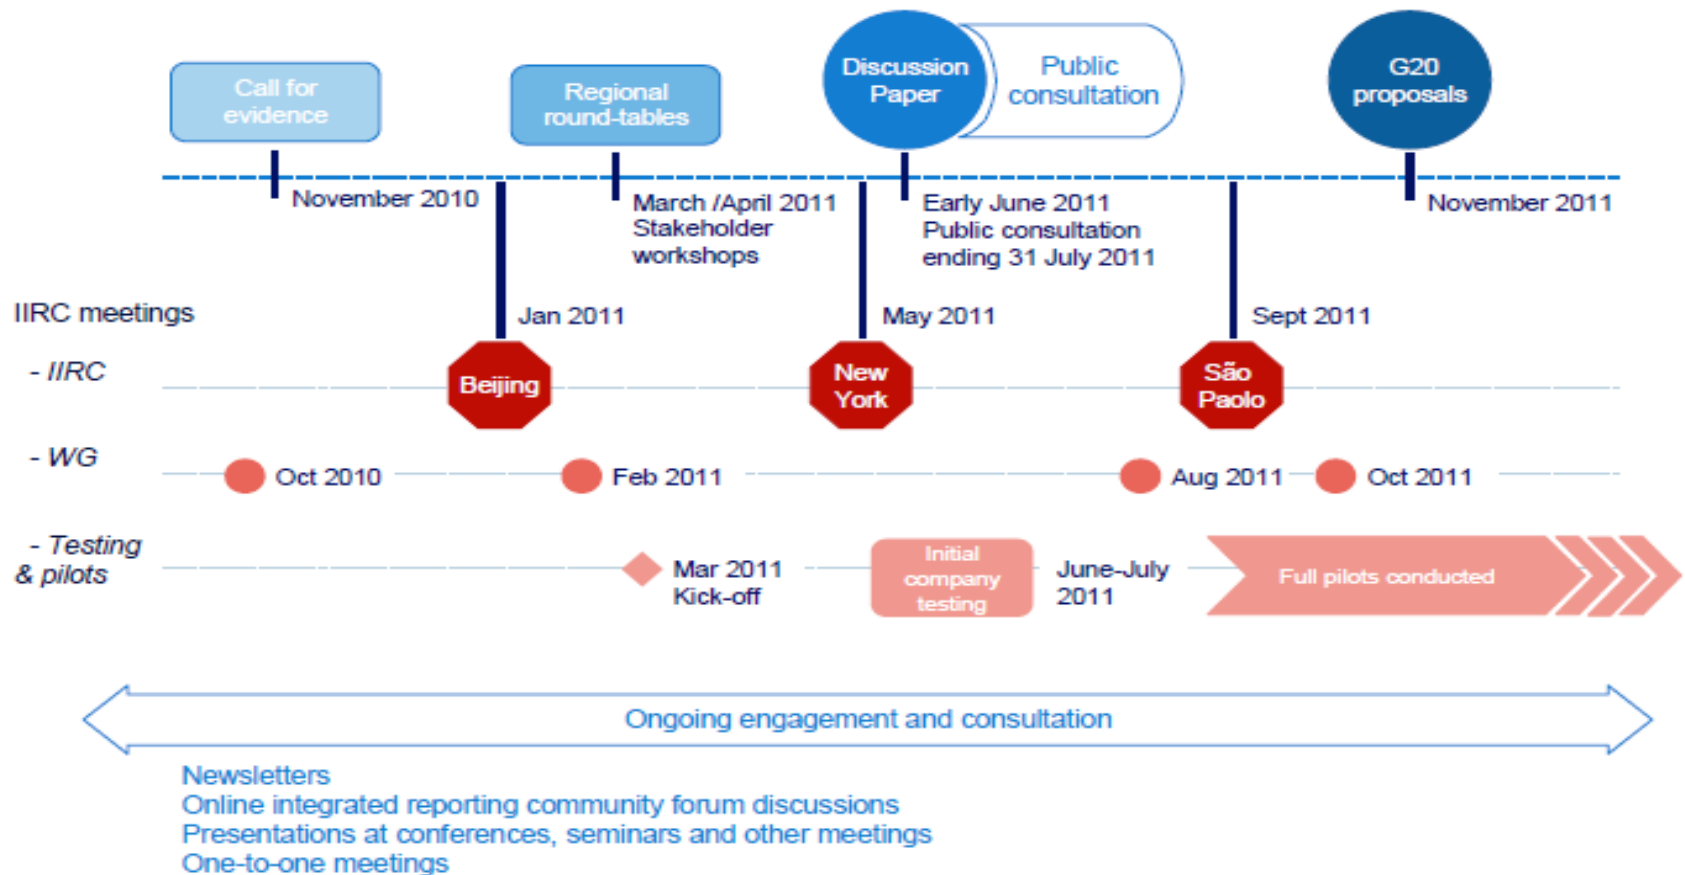 Call for
evidence
Regional
round-tables
Discussion
Paper
Public
consultation
G20
proposals
November 2010
March /April 2011
Stakeholder
workshops
Early June 2011
Public consultation
ending 31 July 2011
November 2011
IIRC meetings
Jan 2011
May 2011
Sept 2011
- IIRC
Beijing
New
York
São
Paolo
- WG
Oct 2010
Feb 2011
Aug 2011
Oct 2011
- Testing
& pilots
Mar 2011
Kick-off
Initial
company
testing
June-July
2011
Full pilots conducted
Ongoing engagement and consultation
Newsletters
Online integrated reporting community forum discussions
Presentations at conferences, seminars and other meetings
One-to-one meetings